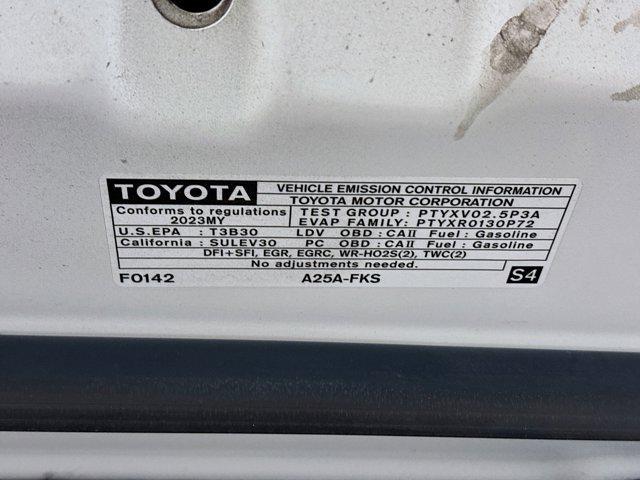 TOYOTA
VEHICLE EMISSION CONTROL INFORMATION
TOYOTA MOTOR CORPORATION
Conforms to regulations
2023MY
TEST GROUP : PTYXV02.5P3A
EVAP FAMILY: PTYXR0130P72
U.S.EPA : T3B30 LDV OBD : CAII Fuel : Gasoline
California : SULEV30 PC OBD : CAII Fuel : Gasoline
DFI+SFI, EGR, EGRC, WR-HO2S(2), TWC(2)
No adjustments needed.
F0142 A25A-FKS S4